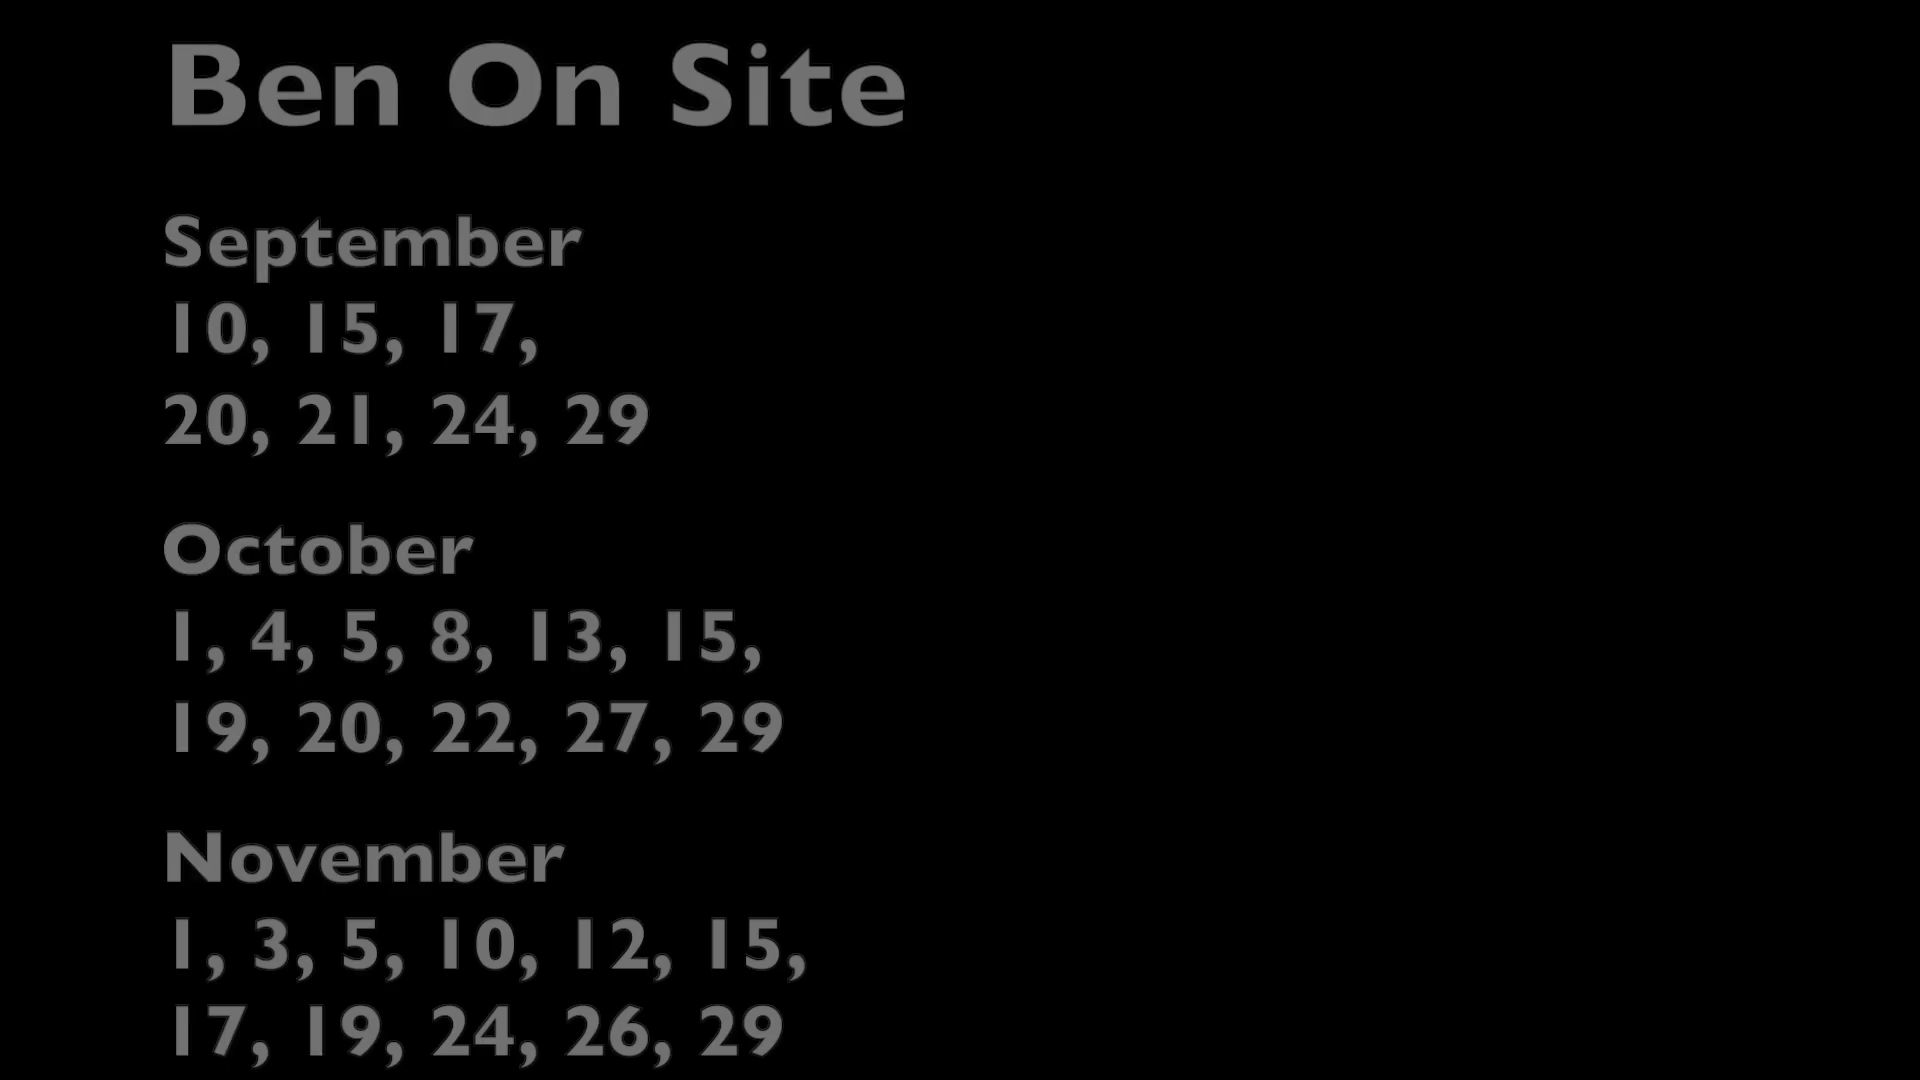 Ben On Site
September
10, 15, 17,
20, 21, 24, 29
October
1, 4, 5, 8, 13, 15,
19, 20, 22, 27, 29
November
1, 3, 5, 10, 12, 15,
17, 19, 24, 26, 29